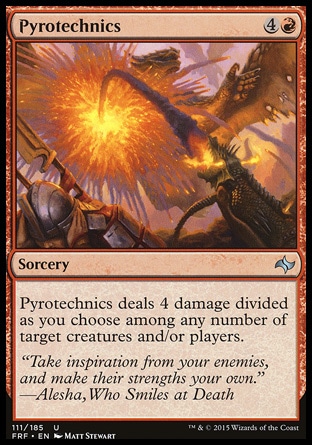 Pyrotechnics 4
Sorcery
Pyrotechnics deals 4 damage divided
as you choose among any number of
target creatures and/or players.
“Take inspiration from your enemies,
and make their strengths your own.”
—Alesha, Who Smiles at Death
111/185 U
FRF • EN Matt Stewart ™ & © 2015 Wizards of the Coast